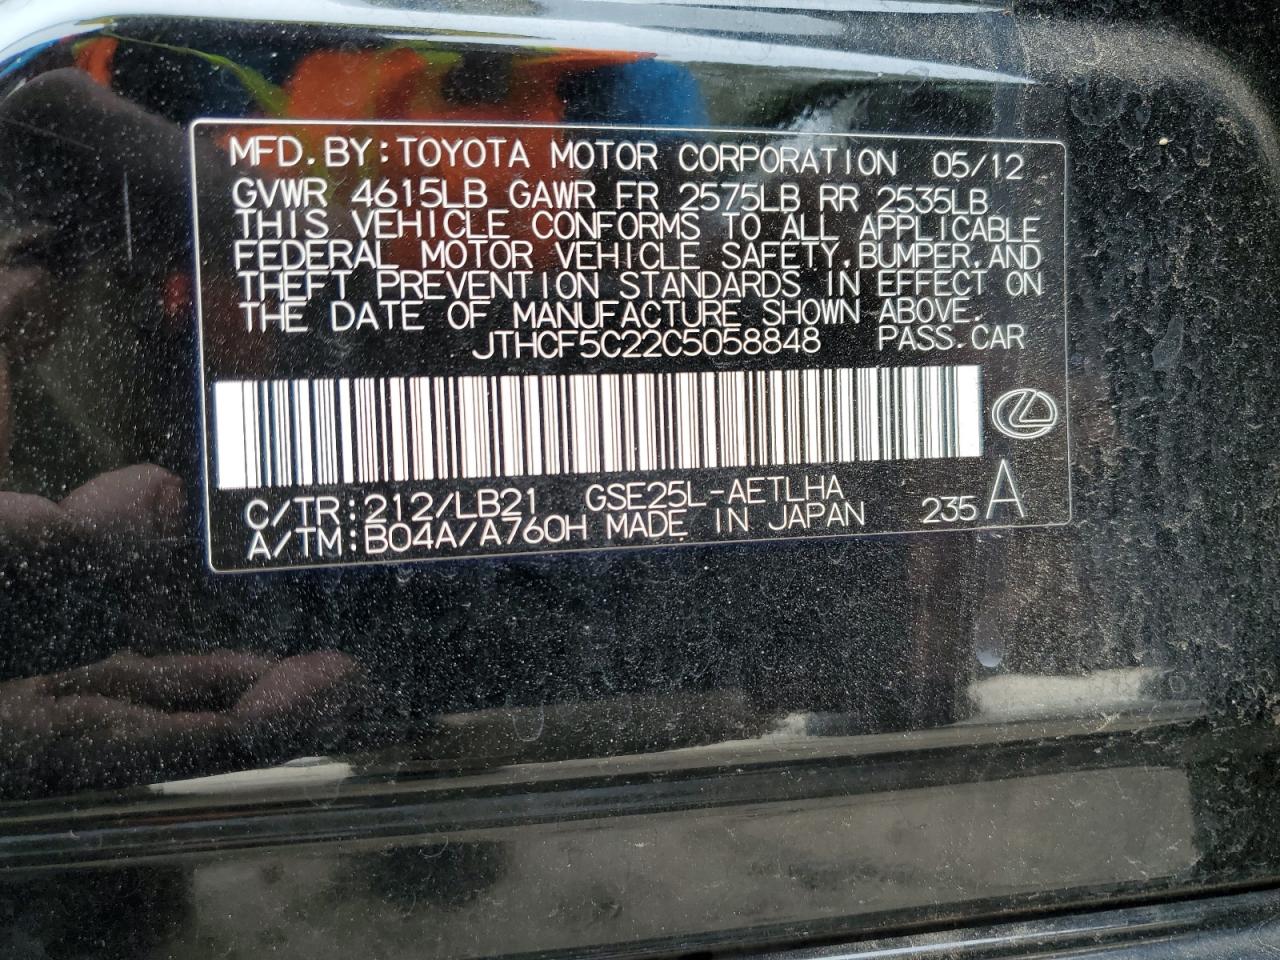 MFD. BY: TOYOTA MOTOR CORPORATION 05/12
GVWR 4615LB GAWR FR 2575LB RR 2535LB
THIS VEHICLE CONFORMS TO ALL APPLICABLE
FEDERAL MOTOR VEHICLE SAFETY, BUMPER, AND
THEFT PREVENTION STANDARDS IN EFFECT ON
THE DATE OF MANUFACTURE SHOWN ABOVE.
JTHCF5C22C5058848 PASS. CAR
C/TR: 212/LB21 GSE25L-AETLHA
A/TM: B04A/A760H MADE IN JAPAN 235 A